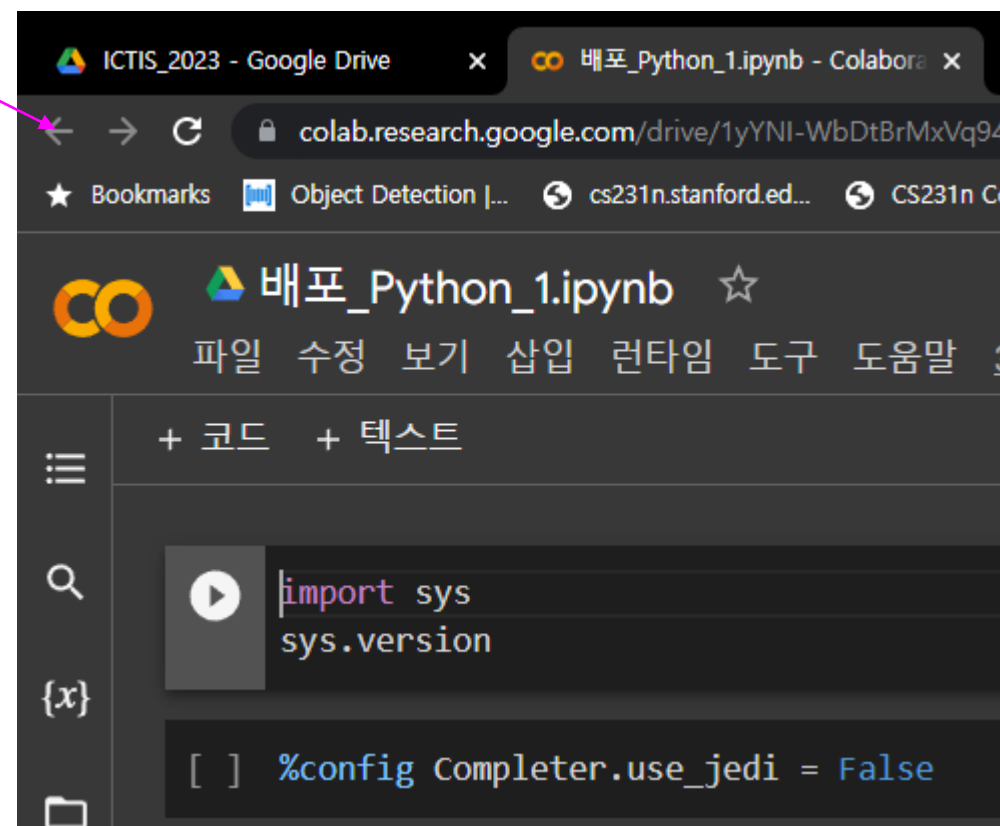 ICTIS_2023 - Google Drive
배포_Python_1.ipynb - Colabora
colab.research.google.com/drive/1yYNI-WbDtBrMxVq94
Bookmarks Object Detection |... cs231n.stanford.ed... CS231n C
배포_Python_1.ipynb
파일 수정 보기 삽입 런타임 도구 도움말
+ 코드 + 텍스트
import sys
sys.version
{x}
[ ] %config Completer.use_jedi = False